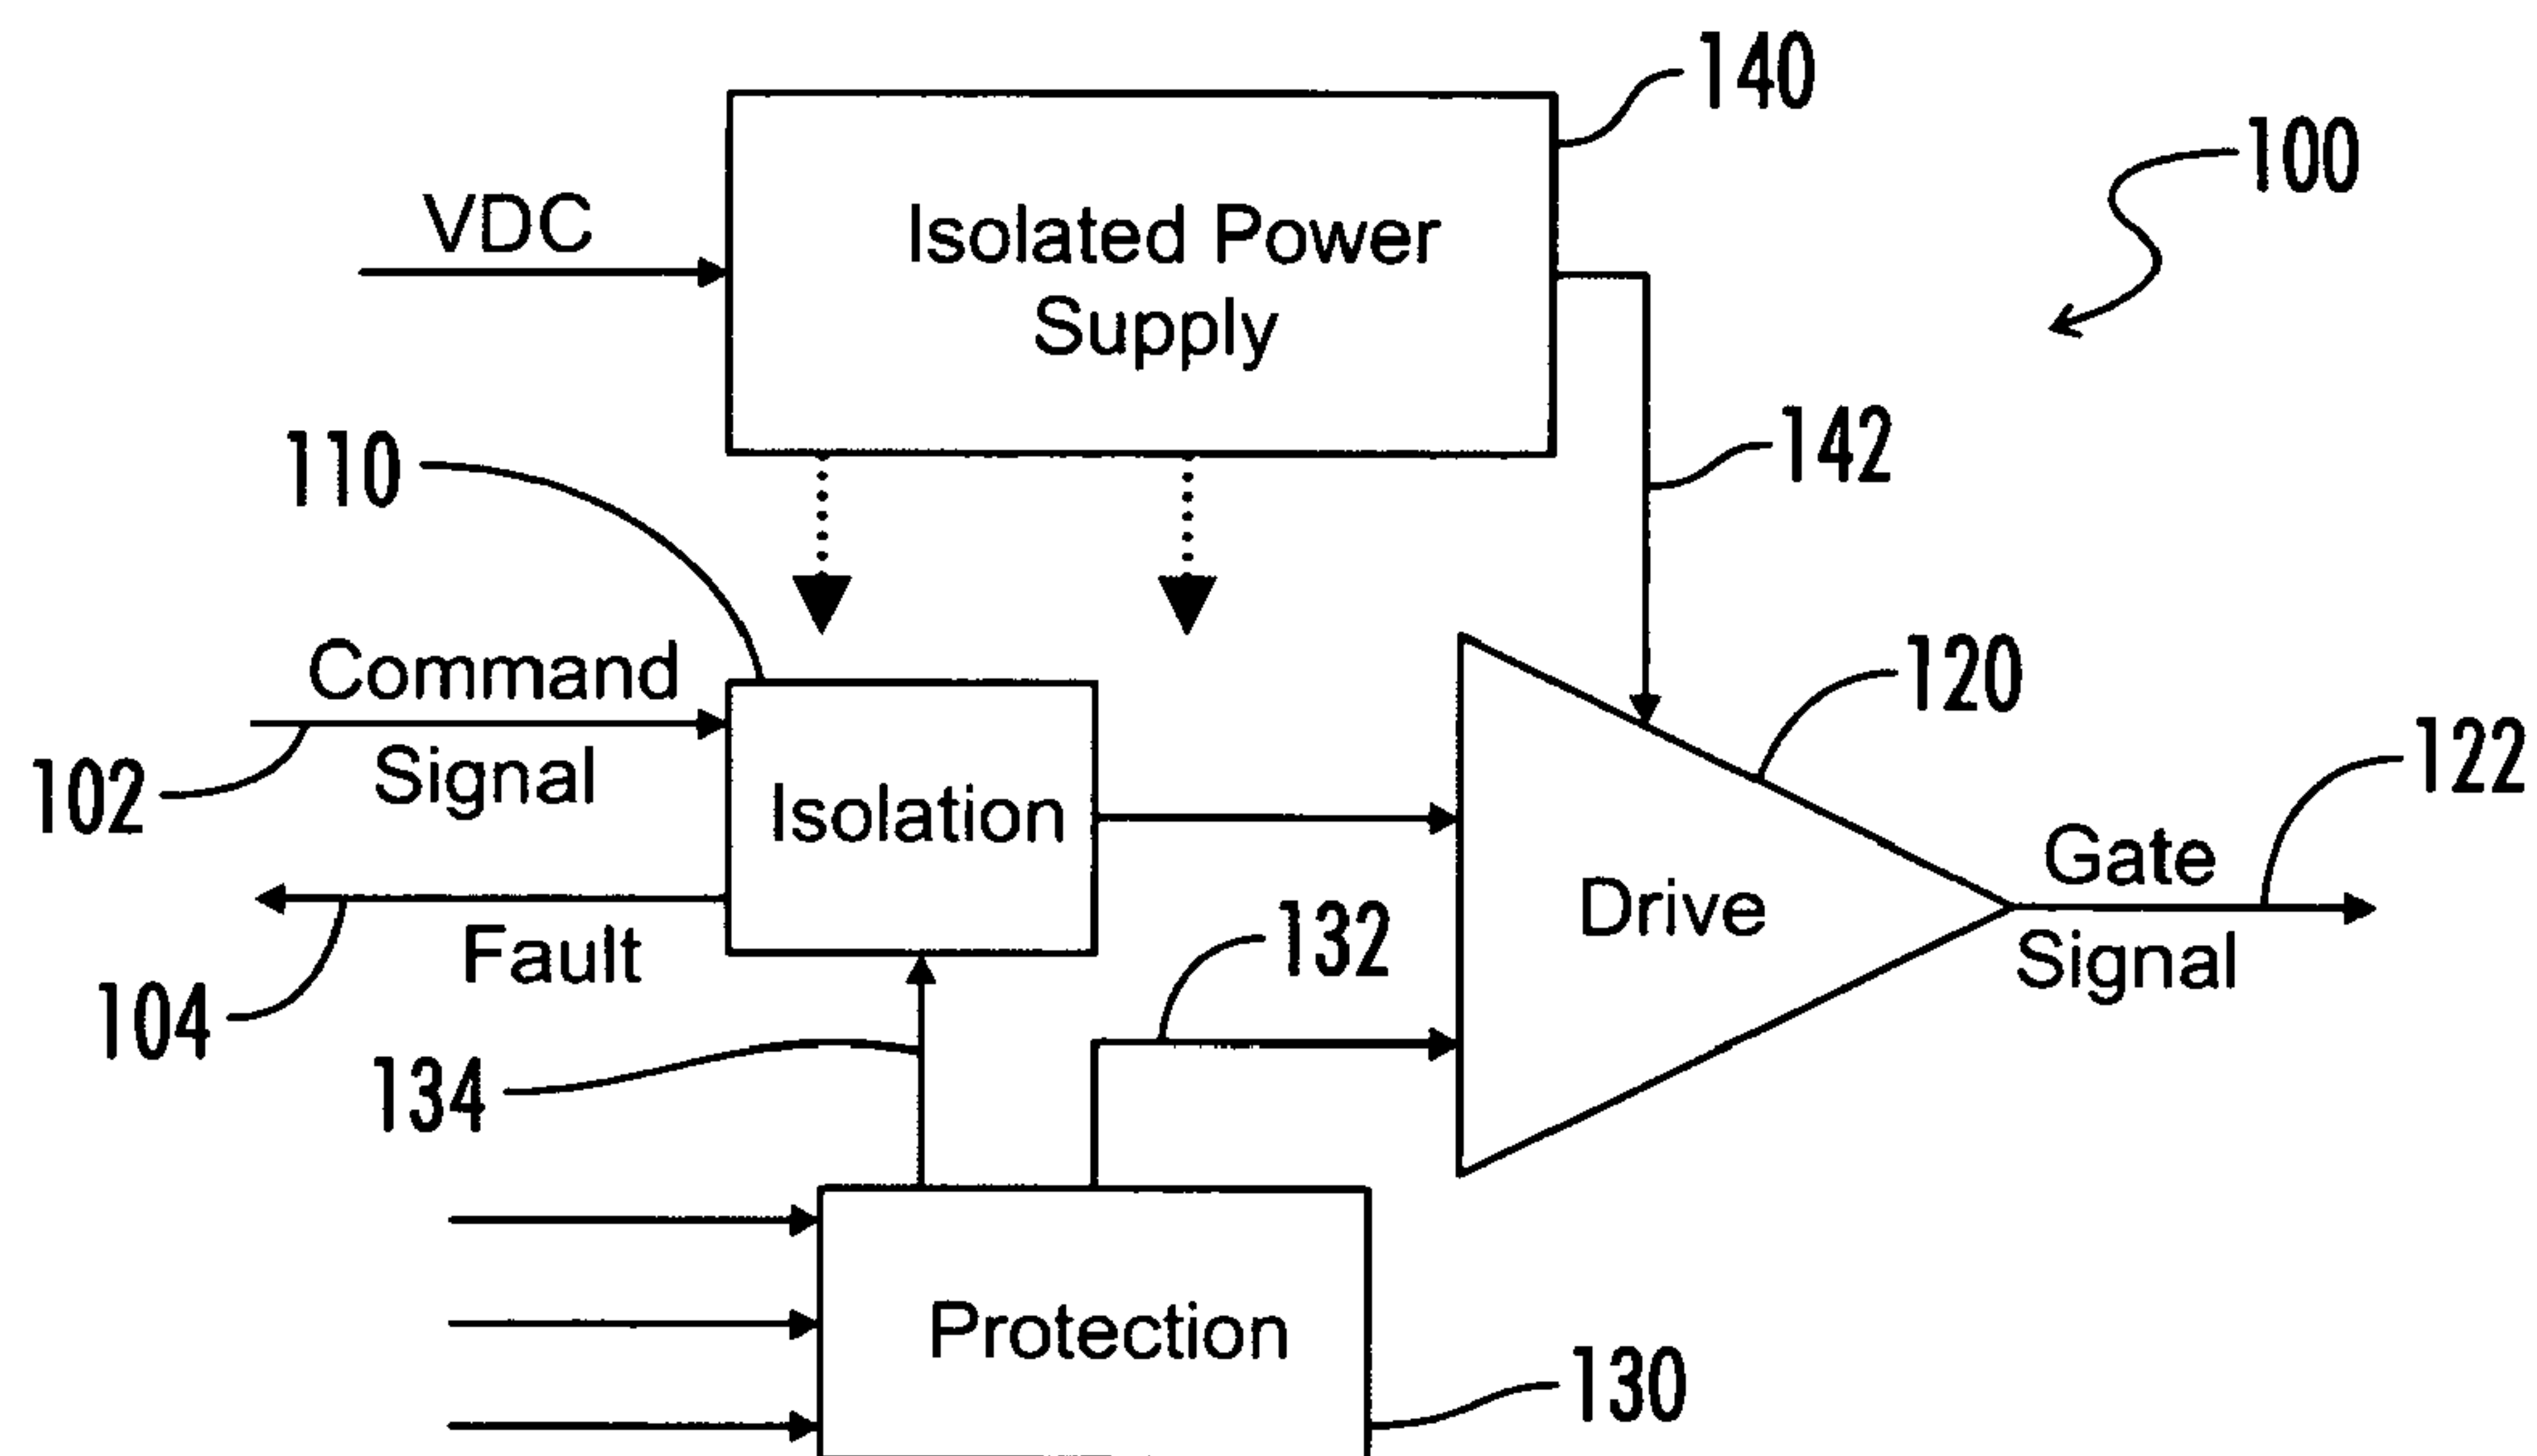 140
100
VDC
Isolated Power
Supply
142
110
Command
Signal
102
120
122
Isolation
Gate
Signal
Drive
Fault
104
132
134
Protection
130